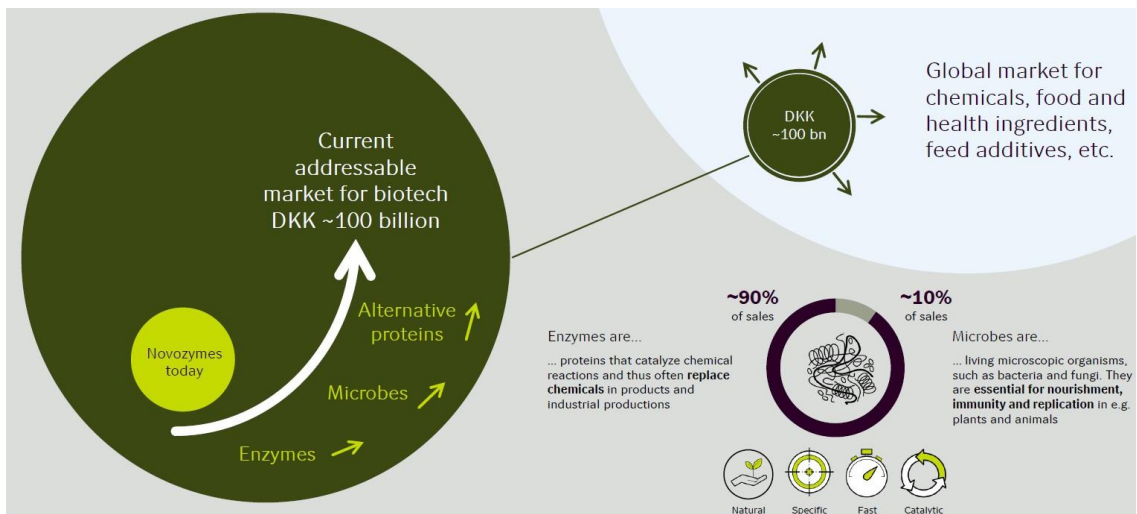 Current
addressable
market for biotech
DKK ~100 billion
Novozymes
today
Alternative
proteins
Microbes
Enzymes
DKK
~100 bn
Global market for
chemicals, food and
health ingredients,
feed additives, etc.
~90%
of sales
Enzymes are...
... proteins that catalyze chemical
reactions and thus often replace
chemicals in products and
industrial productions
~10%
of sales
Microbes are...
... living microscopic organisms,
such as bacteria and fungi. They
are essential for nourishment,
immunity and replication in e.g.
plants and animals
Natural
Specific
Fast
Catalytic